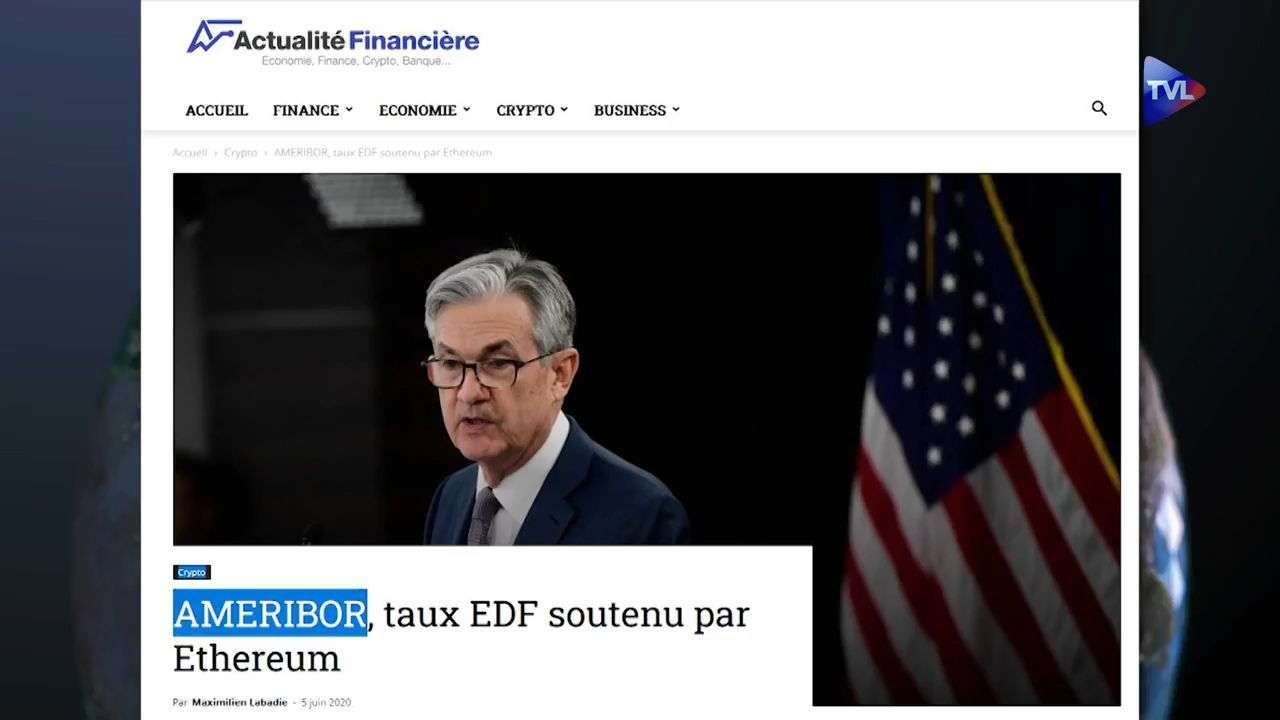 Actualité Financière
Economie, Finance, Crypto, Banque...
TVL
ACCUEIL FINANCE ECONOMIE CRYPTO BUSINESS
Accueil › Crypto › AMERIBOR, taux EDF soutenu par Ethereum
Crypto
AMERIBOR, taux EDF soutenu par
Ethereum
Par Maximilien Labadie - 5 juin 2020